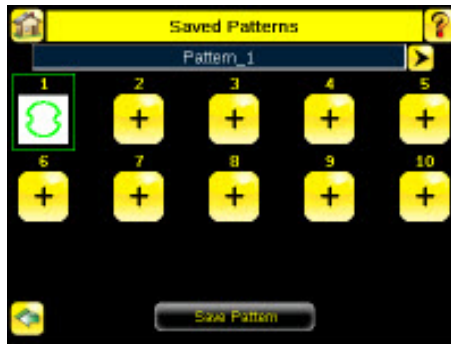 Saved Patterns
?
Pattern_1
1 2 3 4 5
+ + + +
6 7 8 9 10
+ + + + +
Save Pattern